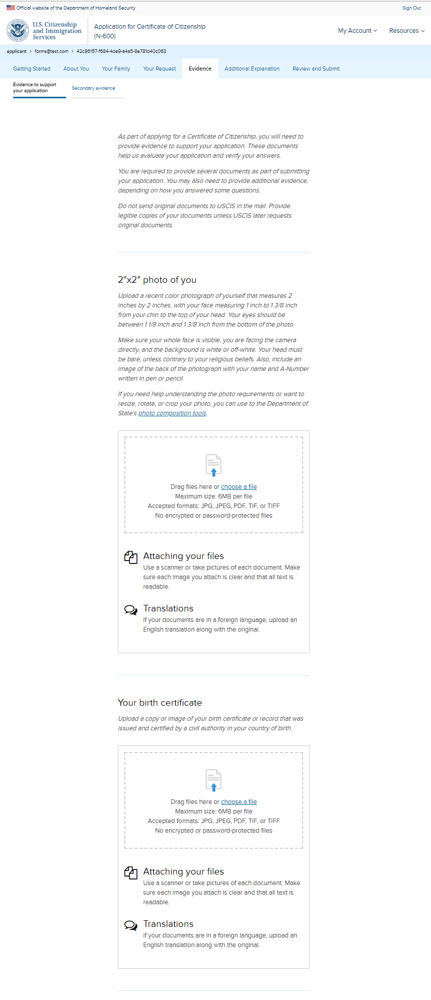 Official website of the Department of Homeland Security
Sign Out
U.S. Citizenship
and Immigration
Services
Application for Certificate of Citizenship
(N-600)
My Account
Resources
applicant > forms@test.com > 42c86157-f684-4de9-a4a5-8e781d40c063
Getting Started About You Your Family Your Request Evidence Additional Explanation Review and Submit
Evidence to support
your application
Secondary evidence
As part of applying for a Certificate of Citizenship, you will need to
provide evidence to support your application. These documents
help us evaluate your application and verify your answers.
You are required to provide several documents as part of submitting
your application. You may also need to provide additional evidence,
depending on how you answered some questions.
Do not send original documents to USCIS in the mail. Provide
legible copies of your documents unless USCIS later requests
original documents.
2"x2" photo of you
Upload a recent color photograph of yourself that measures 2
inches by 2 inches, with your face measuring 1 inch to 1 3/8 inch
from your chin to the top of your head. Your eyes should be
between 1 1/8 inch and 1 3/8 inch from the bottom of the photo.
Make sure your whole face is visible, you are facing the camera
directly, and the background is white or off-white. Your head must
be bare, unless contrary to your religious beliefs. Also, include an
image of the back of the photograph with your name and A-Number
written in pen or pencil.
If you need help understanding the photo requirements or want to
resize, rotate, or crop your photo, you can use to the Department of
State's photo composition tools.
Drag files here or choose a file
Maximum size: 6MB per file
Accepted formats: JPG, JPEG, PDF, TIF, or TIFF
No encrypted or password-protected files
Attaching your files
Use a scanner or take pictures of each document. Make
sure each image you attach is clear and that all text is
readable.
Translations
If your documents are in a foreign language, upload an
English translation along with the original.
Your birth certificate
Upload a copy or image of your birth certificate or record that was
issued and certified by a civil authority in your country of birth.
Drag files here or choose a file
Maximum size: 6MB per file
Accepted formats: JPG, JPEG, PDF, TIF, or TIFF
No encrypted or password-protected files
Attaching your files
Use a scanner or take pictures of each document. Make
sure each image you attach is clear and that all text is
readable.
Translations
If your documents are in a foreign language, upload an
English translation along with the original.